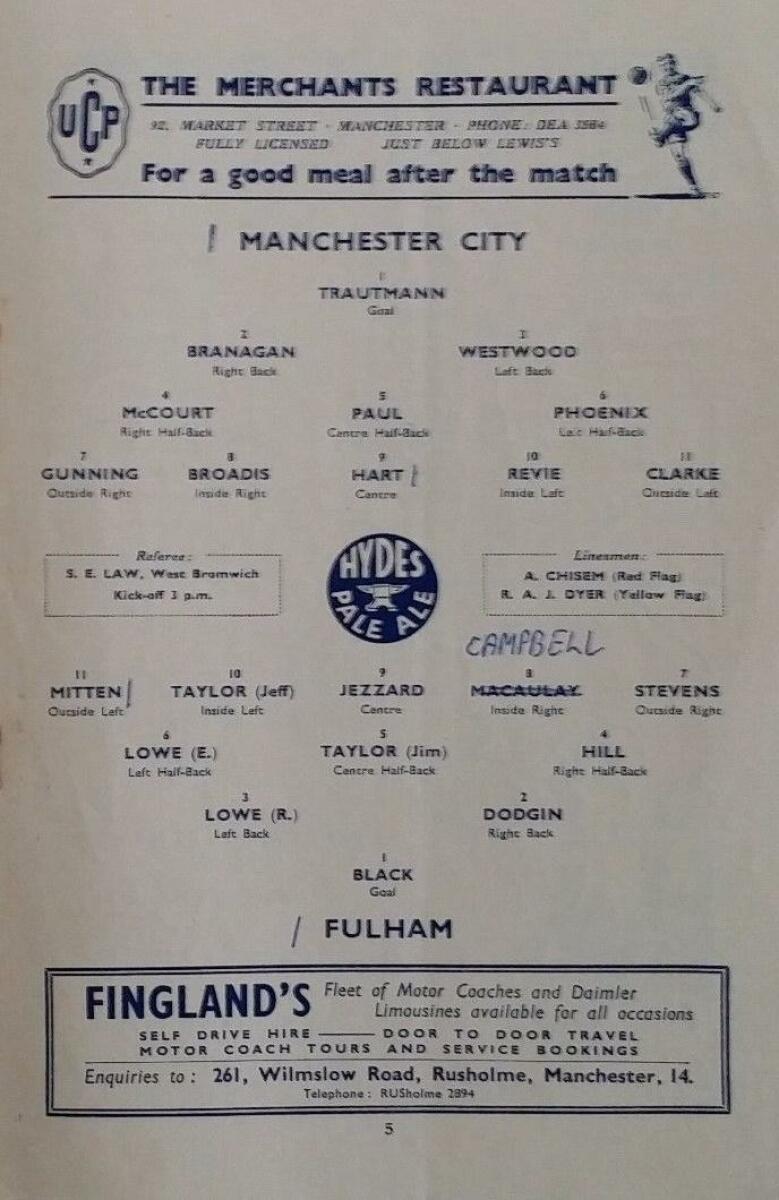 UCP
THE MERCHANTS RESTAURANT
92, MARKET STREET - MANCHESTER - PHONE: DEA 3564
FULLY LICENSED JUST BELOW LEWIS'S
For a good meal after the match
MANCHESTER CITY
1
TRAUTMANN
Goal
2 3
BRANAGAN WESTWOOD
Right Back Left Back
4 5 6
McCOURT PAUL PHOENIX
Right Half-Back Centre Half-Back Left Half-Back
7 8 9 10 11
GUNNING BROADIS HART REVIE CLARKE
Outside Right Inside Right Centre Inside Left Outside Left
Referee: Linesmen:
S. E. LAW, West Bromwich A. CHISEM (Red Flag)
Kick-off 3 p.m. R. A. J. DYER (Yellow Flag)
HYDES
PALE ALE
CAMPBELL
11 10 9 8 7
MITTEN TAYLOR (Jeff) JEZZARD MACAULAY STEVENS
Outside Left Inside Left Centre Inside Right Outside Right
6 5 4
LOWE (E.) TAYLOR (Jim) HILL
Left Half-Back Centre Half-Back Right Half-Back
3 2
LOWE (R.) DODGIN
Left Back Right Back
1
BLACK
Goal
FULHAM
FINGLAND'S Fleet of Motor Coaches and Daimler
Limousines available for all occasions
SELF DRIVE HIRE —— DOOR TO DOOR TRAVEL
MOTOR COACH TOURS AND SERVICE BOOKINGS
Enquiries to: 261, Wilmslow Road, Rusholme, Manchester, 14.
Telephone: RUSholme 2894
5